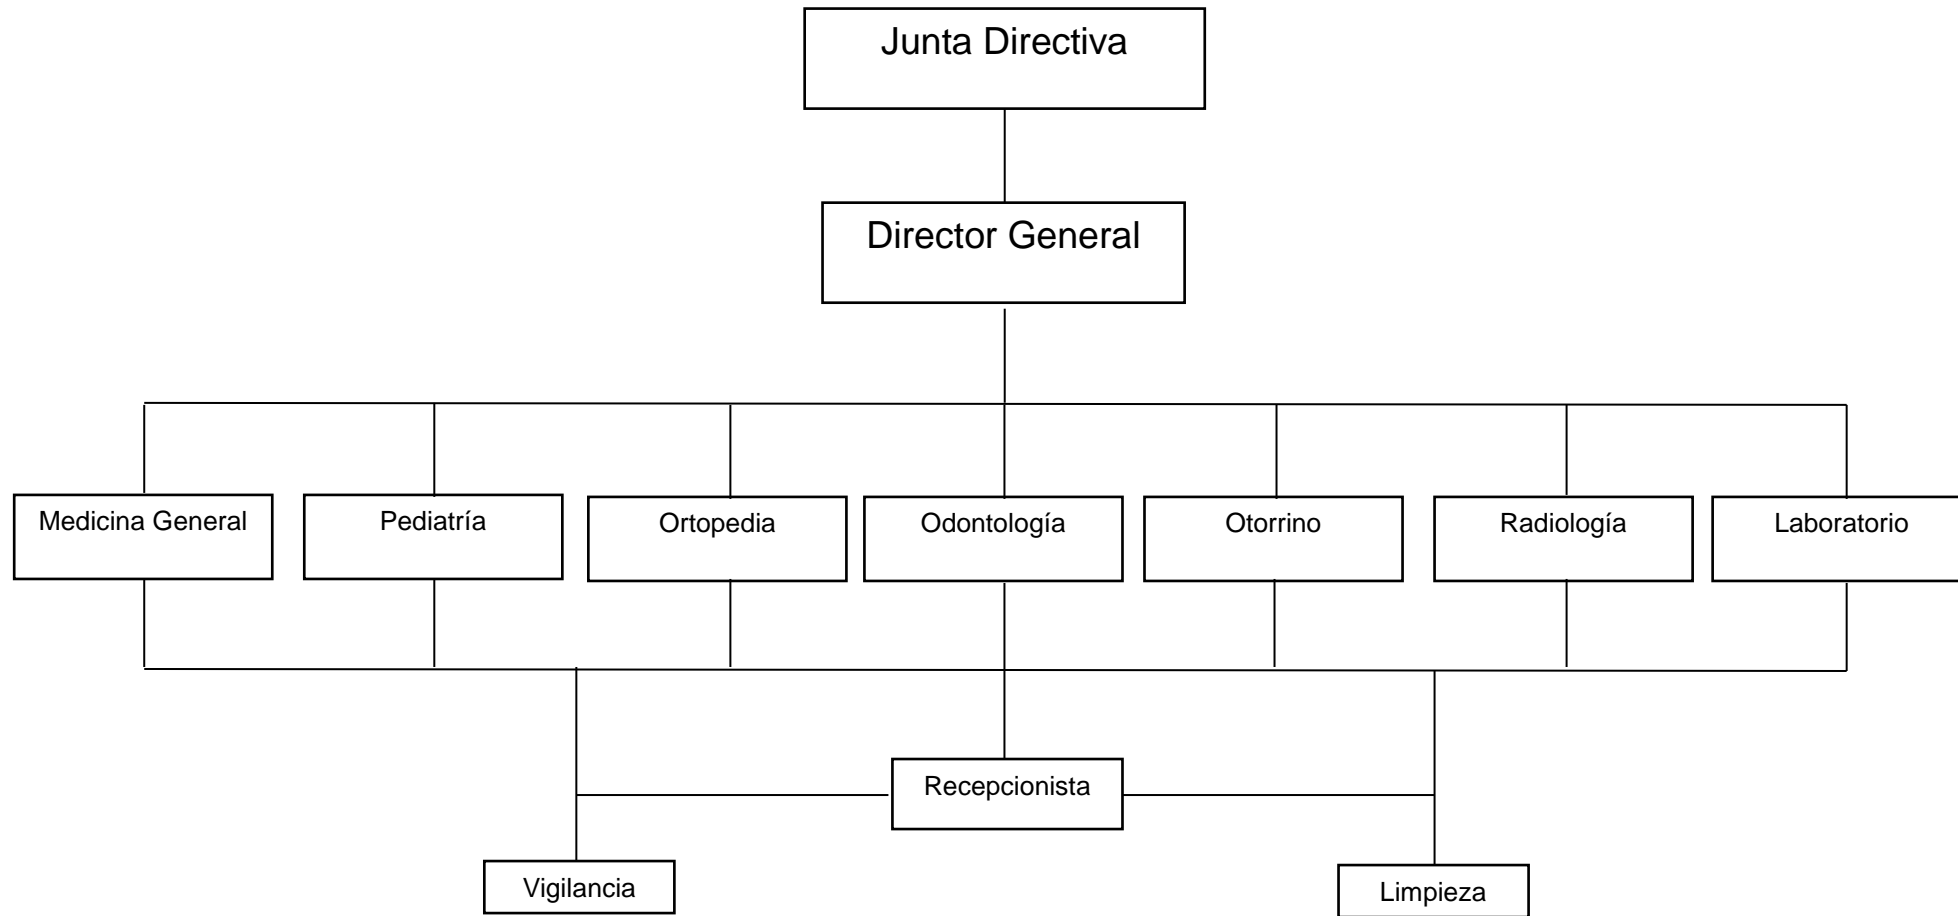 Junta Directiva
Director General
Medicina General
Pediatría
Ortopedia
Odontología
Otorrino
Radiología
Laboratorio
Recepcionista
Vigilancia
Limpieza